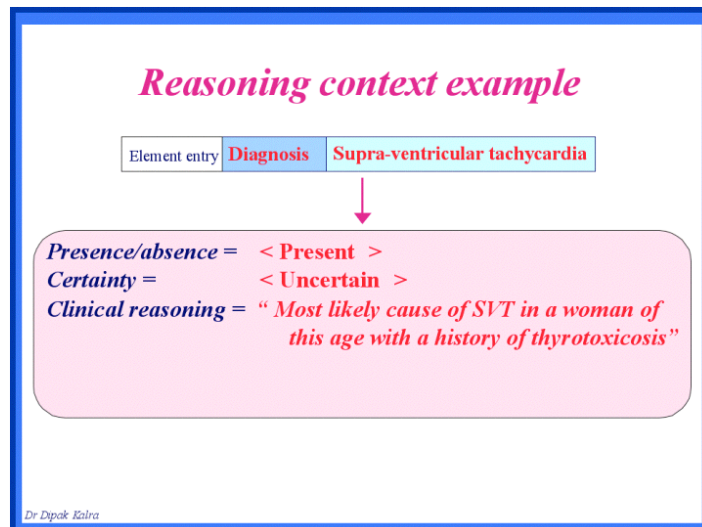 Reasoning context example
Element entry Diagnosis Supra-ventricular tachycardia
Presence/absence = < Present >
Certainty = < Uncertain >
Clinical reasoning = “ Most likely cause of SVT in a woman of
this age with a history of thyrotoxicosis”
Dr Dipak Kalra